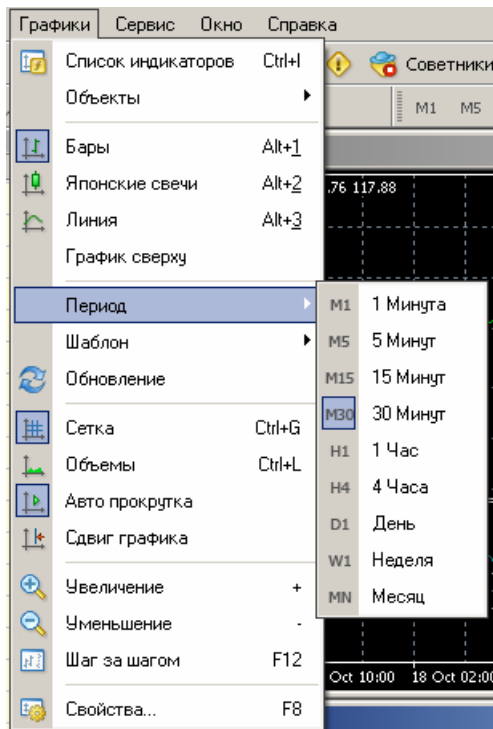 Графики Сервис Окно Справка
Список индикаторов Ctrl+I
Советники
Объекты
M1 M5
Бары Alt+1
Японские свечи Alt+2
.76 117.88
Линия Alt+3
График сверху
Период
M1 1 Минута
Шаблон
M5 5 Минут
Обновление
M15 15 Минут
M30 30 Минут
Сетка Ctrl+G
H1 1 Час
Объемы Ctrl+L
H4 4 Часа
Авто прокрутка
D1 День
Сдвиг графика
W1 Неделя
Увеличение +
MN Месяц
Уменьшение -
Шаг за шагом F12
Oct 10:00 18 Oct 02:00
Свойства... F8